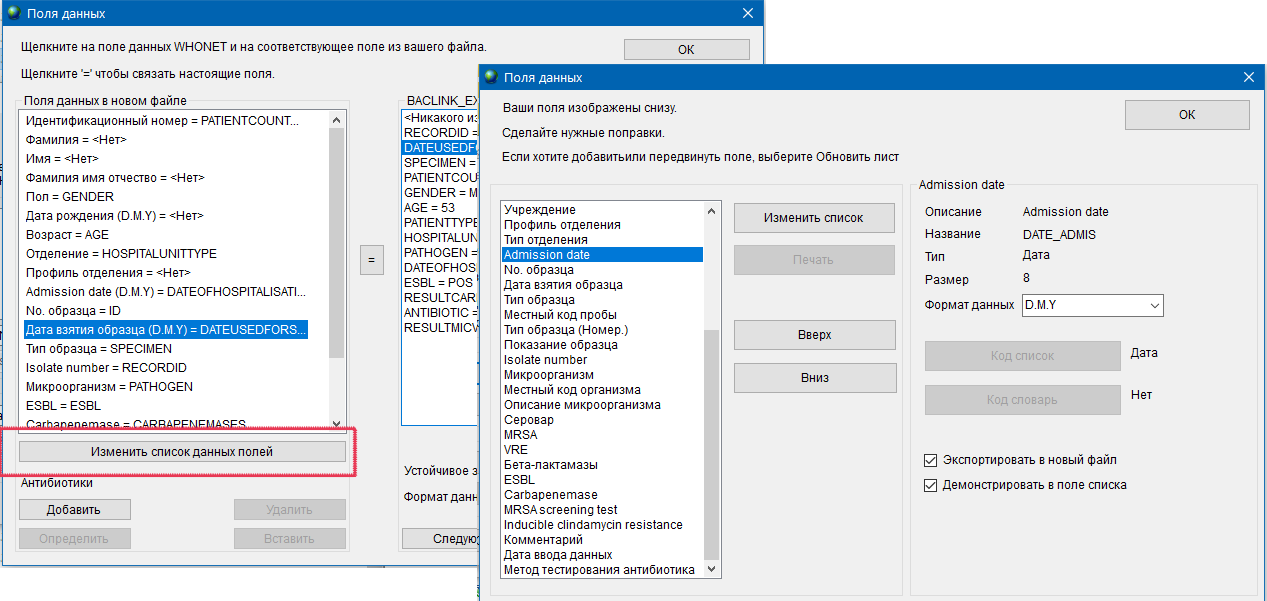 Поля данных
Щелкните на поле данных WHONET и на соответствующее поле из вашего файла.
OK
Щелкните '=' чтобы связать настоящие поля.
Поля данных в новом файле
Идентификационный номер = PATIENTCOUNT...
Фамилия = <Нет>
Имя = <Нет>
Фамилия имя отчество = <Нет>
Пол = GENDER
Дата рождения (D.M.Y) = <Нет>
Возраст = AGE
Отделение = HOSPITALUNITTYPE
Профиль отделения = <Нет>
Admission date (D.M.Y) = DATEOFHOSPITALISATI...
No. образца = ID
Дата взятия образца (D.M.Y) = DATEUSEDFORS...
Тип образца = SPECIMEN
Isolate number = RECORDID
Микроорганизм = PATHOGEN
ESBL = ESBL
Carbapenemase = CARBAPENEMASES
Изменить список данных полей
Антибиотики
Добавить
Удалить
Определить
Вставить
=
BACLINK_EX
<Никакого из
RECORDID =
DATEUSEDFO
SPECIMEN =
PATIENTCOU
GENDER = M
AGE = 53
PATIENTTYPE
HOSPITALUN
PATHOGEN =
DATEOFHOS
ESBL = POS
RESULTCAR
ANTIBIOTIC =
RESULTMICV
Устойчивое з
Формат данн
Следую
Поля данных
Ваши поля изображены снизу.
OK
Сделайте нужные поправки.
Если хотите добавитьили передвинуть поле, выберите Обновить лист
Учреждение
Профиль отделения
Тип отделения
Admission date
No. образца
Дата взятия образца
Тип образца
Местный код пробы
Тип образца (Номер.)
Показание образца
Isolate number
Микроорганизм
Местный код организма
Описание микроорганизма
Серовар
MRSA
VRE
Бета-лактамазы
ESBL
Carbapenemase
MRSA screening test
Inducible clindamycin resistance
Комментарий
Дата ввода данных
Метод тестирования антибиотика
Изменить список
Печать
Вверх
Вниз
Admission date
Описание Admission date
Название DATE_ADMIS
Тип Дата
Размер 8
Формат данных D.M.Y
Код список Дата
Код словарь Нет
Экспортировать в новый файл
Демонстрировать в поле списка